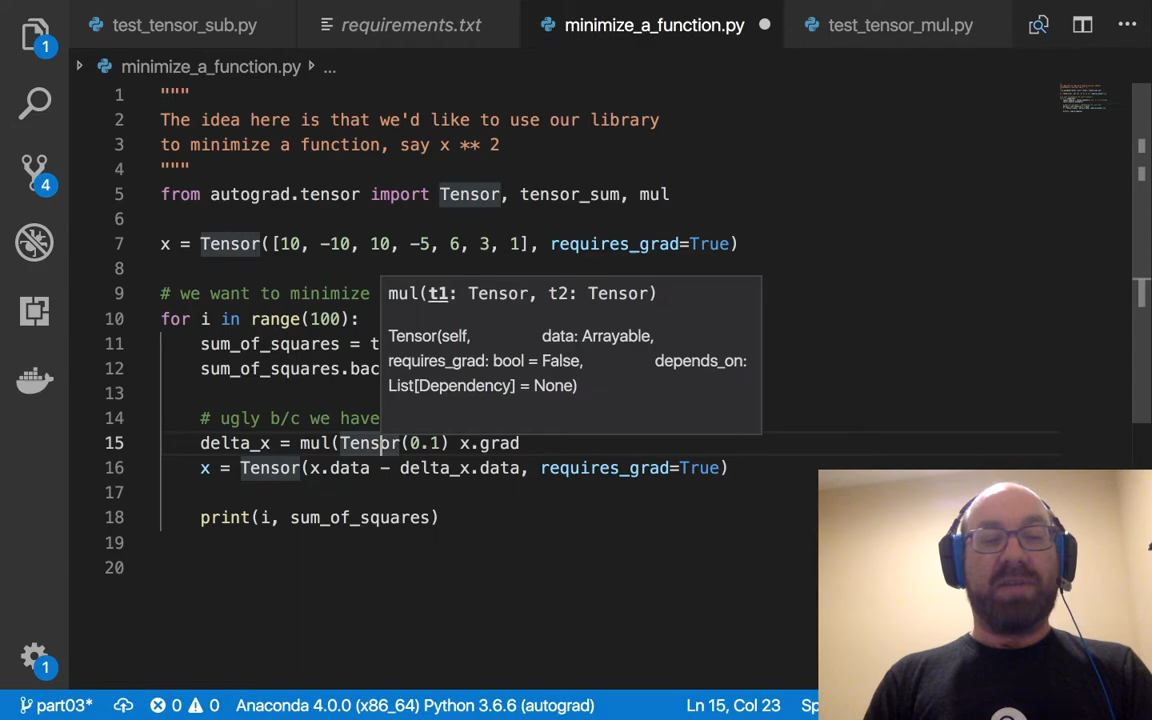 test_tensor_sub.py
requirements.txt
minimize_a_function.py
test_tensor_mul.py
minimize_a_function.py ...
1 """
2 The idea here is that we'd like to use our library
3 to minimize a function, say x ** 2
4 """
5 from autograd.tensor import Tensor, tensor_sum, mul
6
7 x = Tensor([10, -10, 10, -5, 6, 3, 1], requires_grad=True)
8
9 # we want to minimize
10 for i in range(100):
11 sum_of_squares = t
12 sum_of_squares.bac
13
14 # ugly b/c we have
15 delta_x = mul(Tensor(0.1) x.grad
16 x = Tensor(x.data - delta_x.data, requires_grad=True)
17
18 print(i, sum_of_squares)
19
20
mul(t1: Tensor, t2: Tensor)
Tensor(self, data: Arrayable,
requires_grad: bool = False, depends_on:
List[Dependency] = None)
1
4
1
part03* 0 0 Anaconda 4.0.0 (x86_64) Python 3.6.6 (autograd) Ln 15, Col 23 Sp